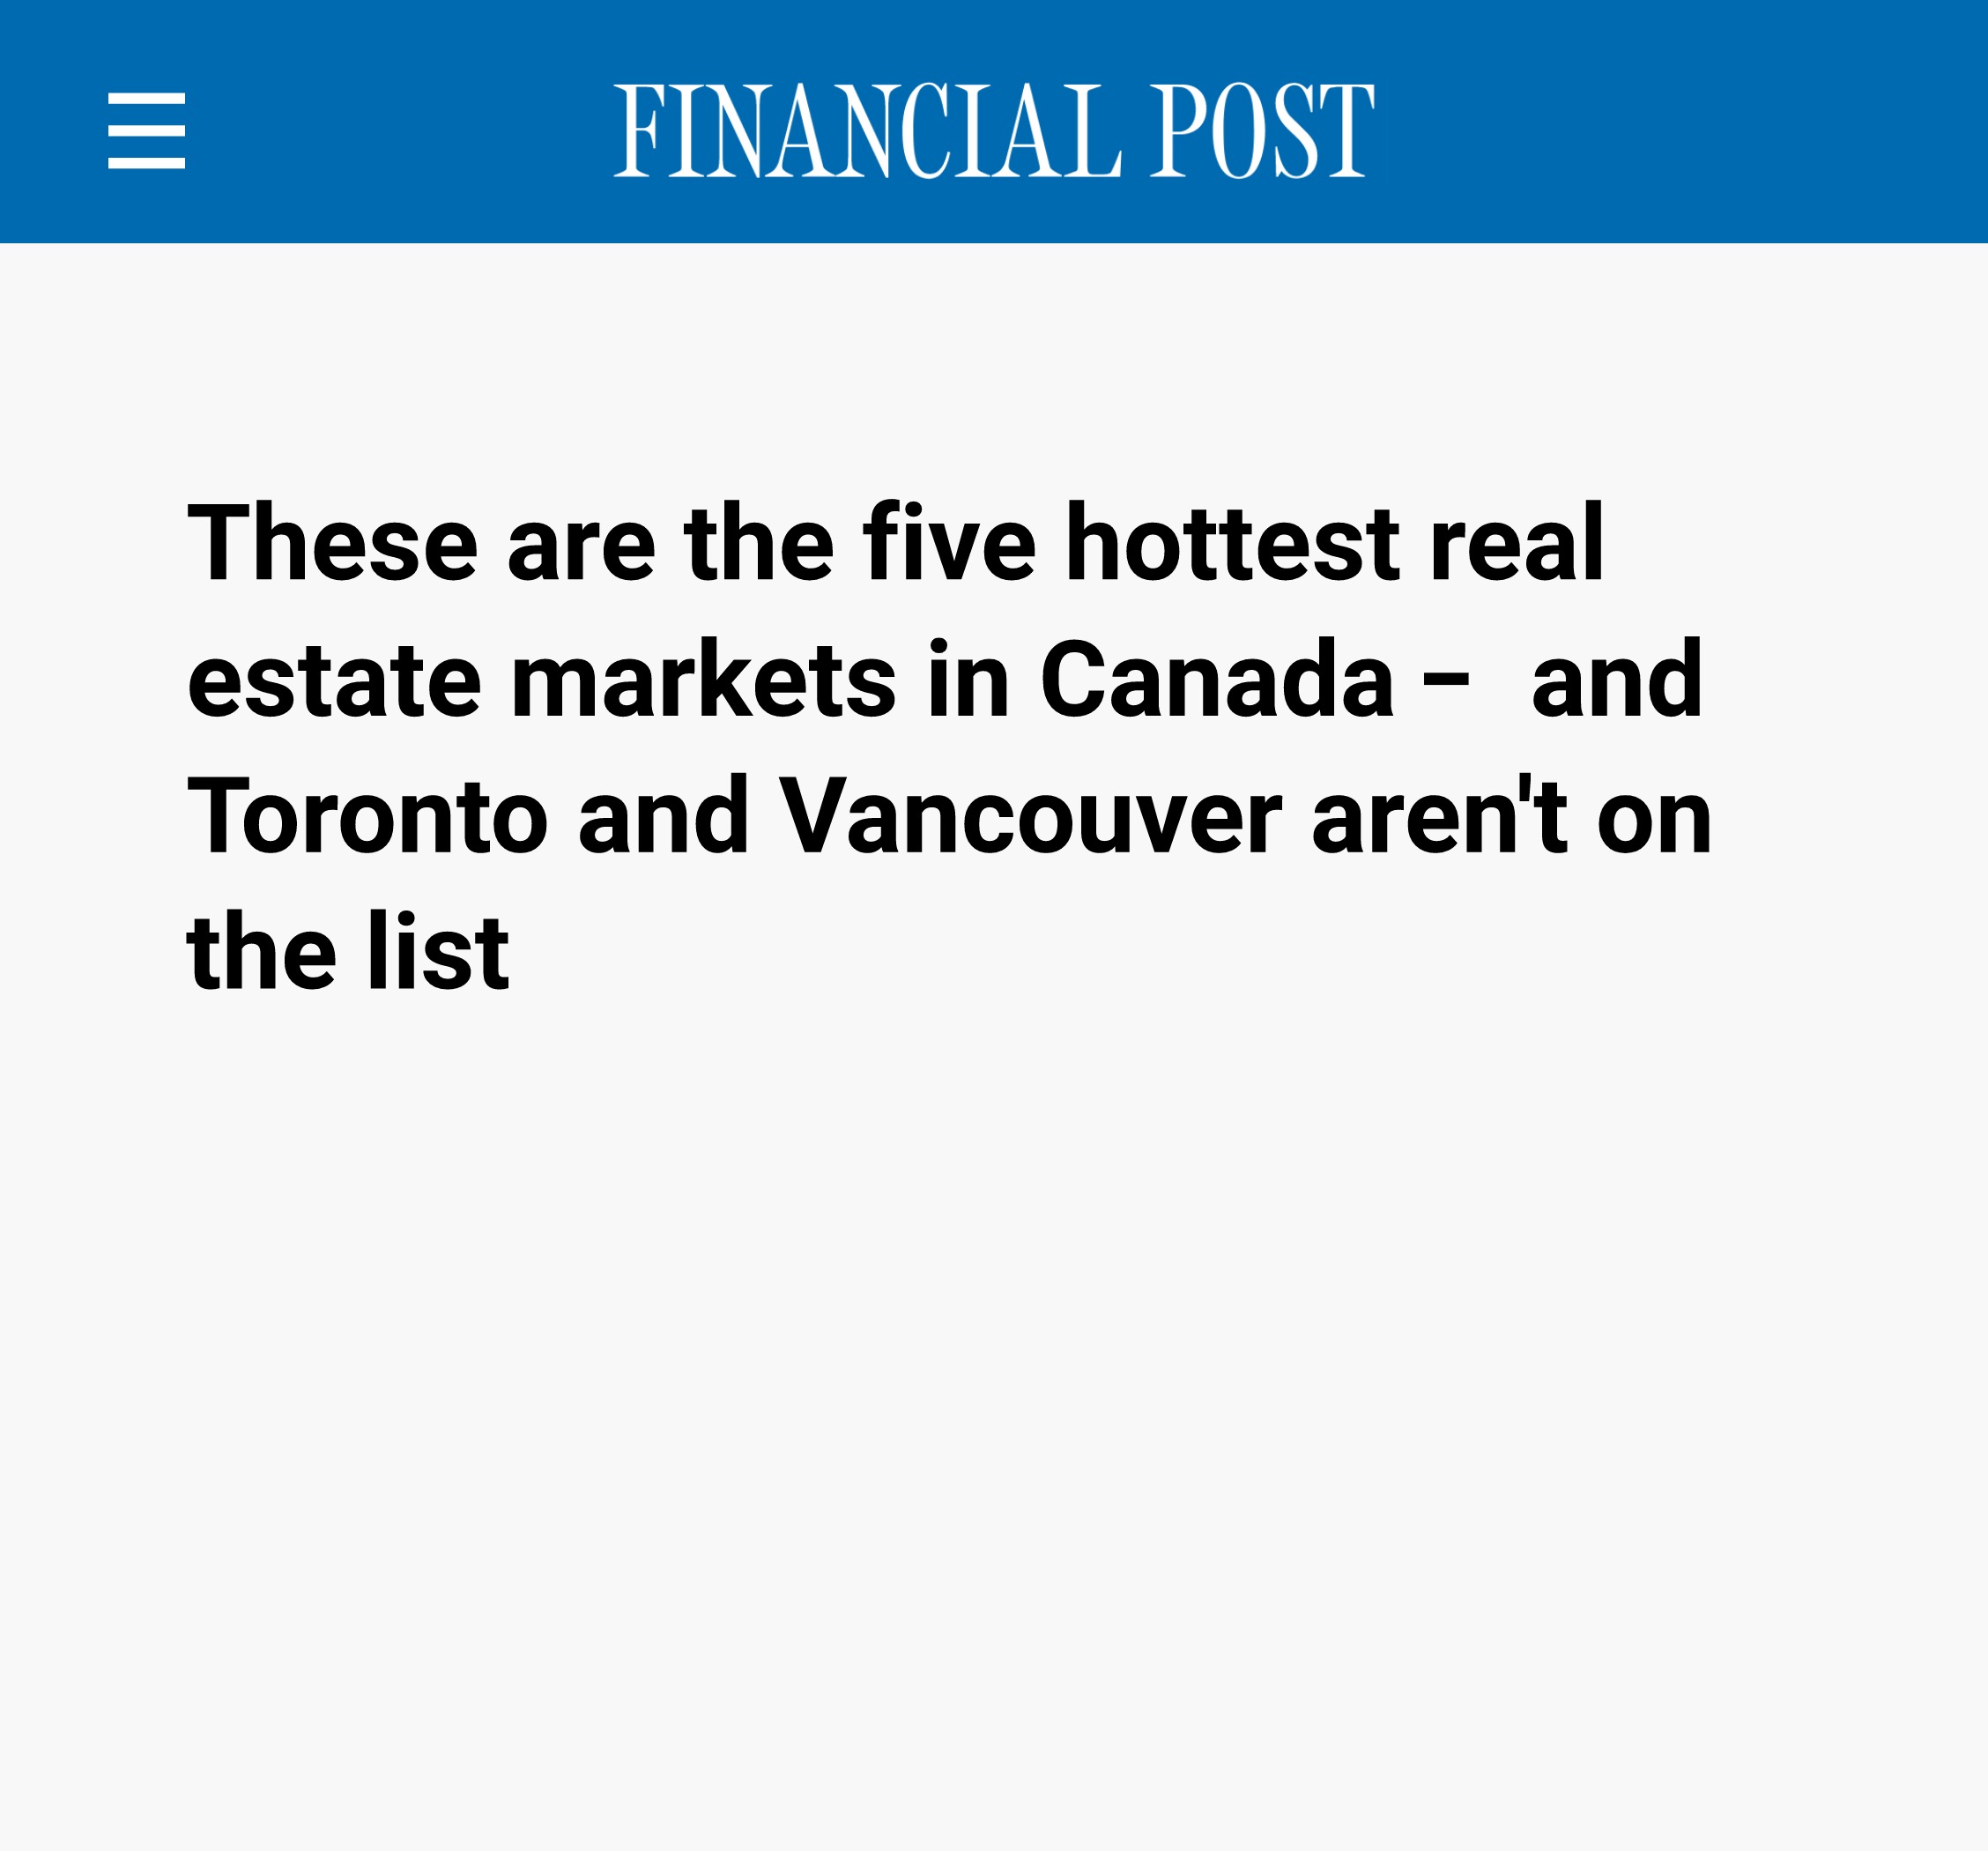 FINANCIAL POST
These are the five hottest real
estate markets in Canada – and
Toronto and Vancouver aren't on
the list